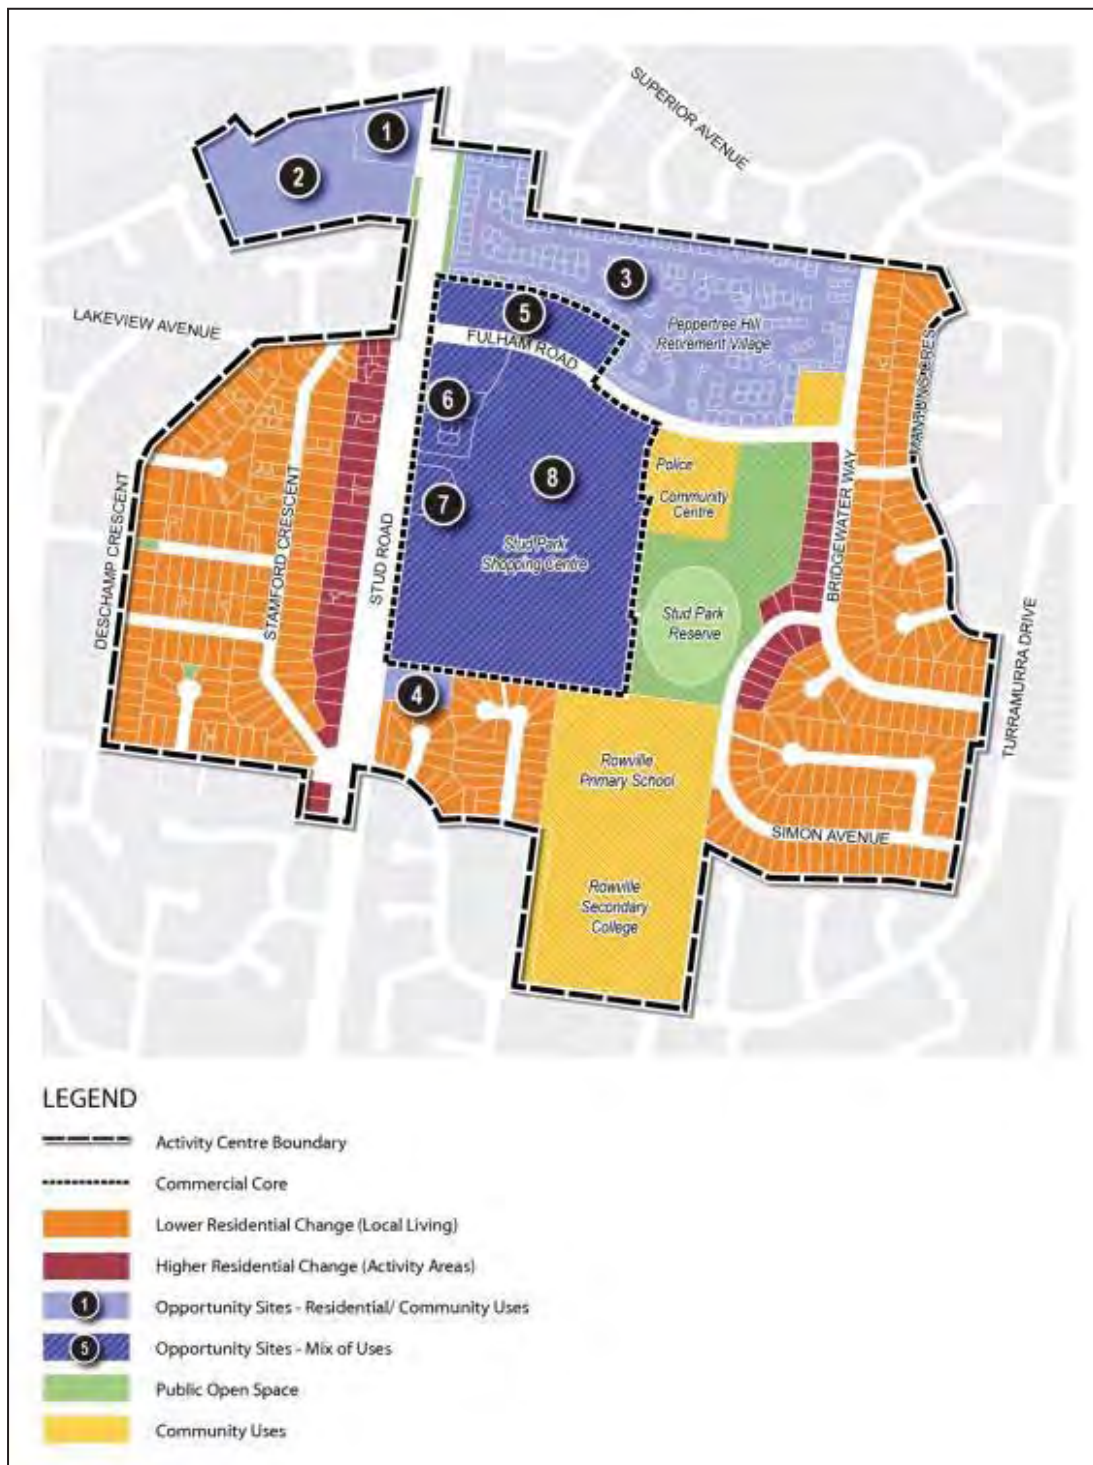 SUPERIOR AVENUE
1
2
3
Peppertree Hill
Retirement Village
5
FULHAM ROAD
LAKEVIEW AVENUE
6
8
7
Police
Community
Centre
Stud Park
Shopping Centre
Stud Park
Reserve
DESCHAMP CRESCENT
STAMFORD CRESCENT
STUD ROAD
BRIDGEWATER WAY
TURRAMURRA DRIVE
4
Rowville
Primary School
SIMON AVENUE
Rowville
Secondary
College
LEGEND
Activity Centre Boundary
Commercial Core
Lower Residential Change (Local Living)
Higher Residential Change (Activity Areas)
1 Opportunity Sites - Residential/ Community Uses
5 Opportunity Sites - Mix of Uses
Public Open Space
Community Uses